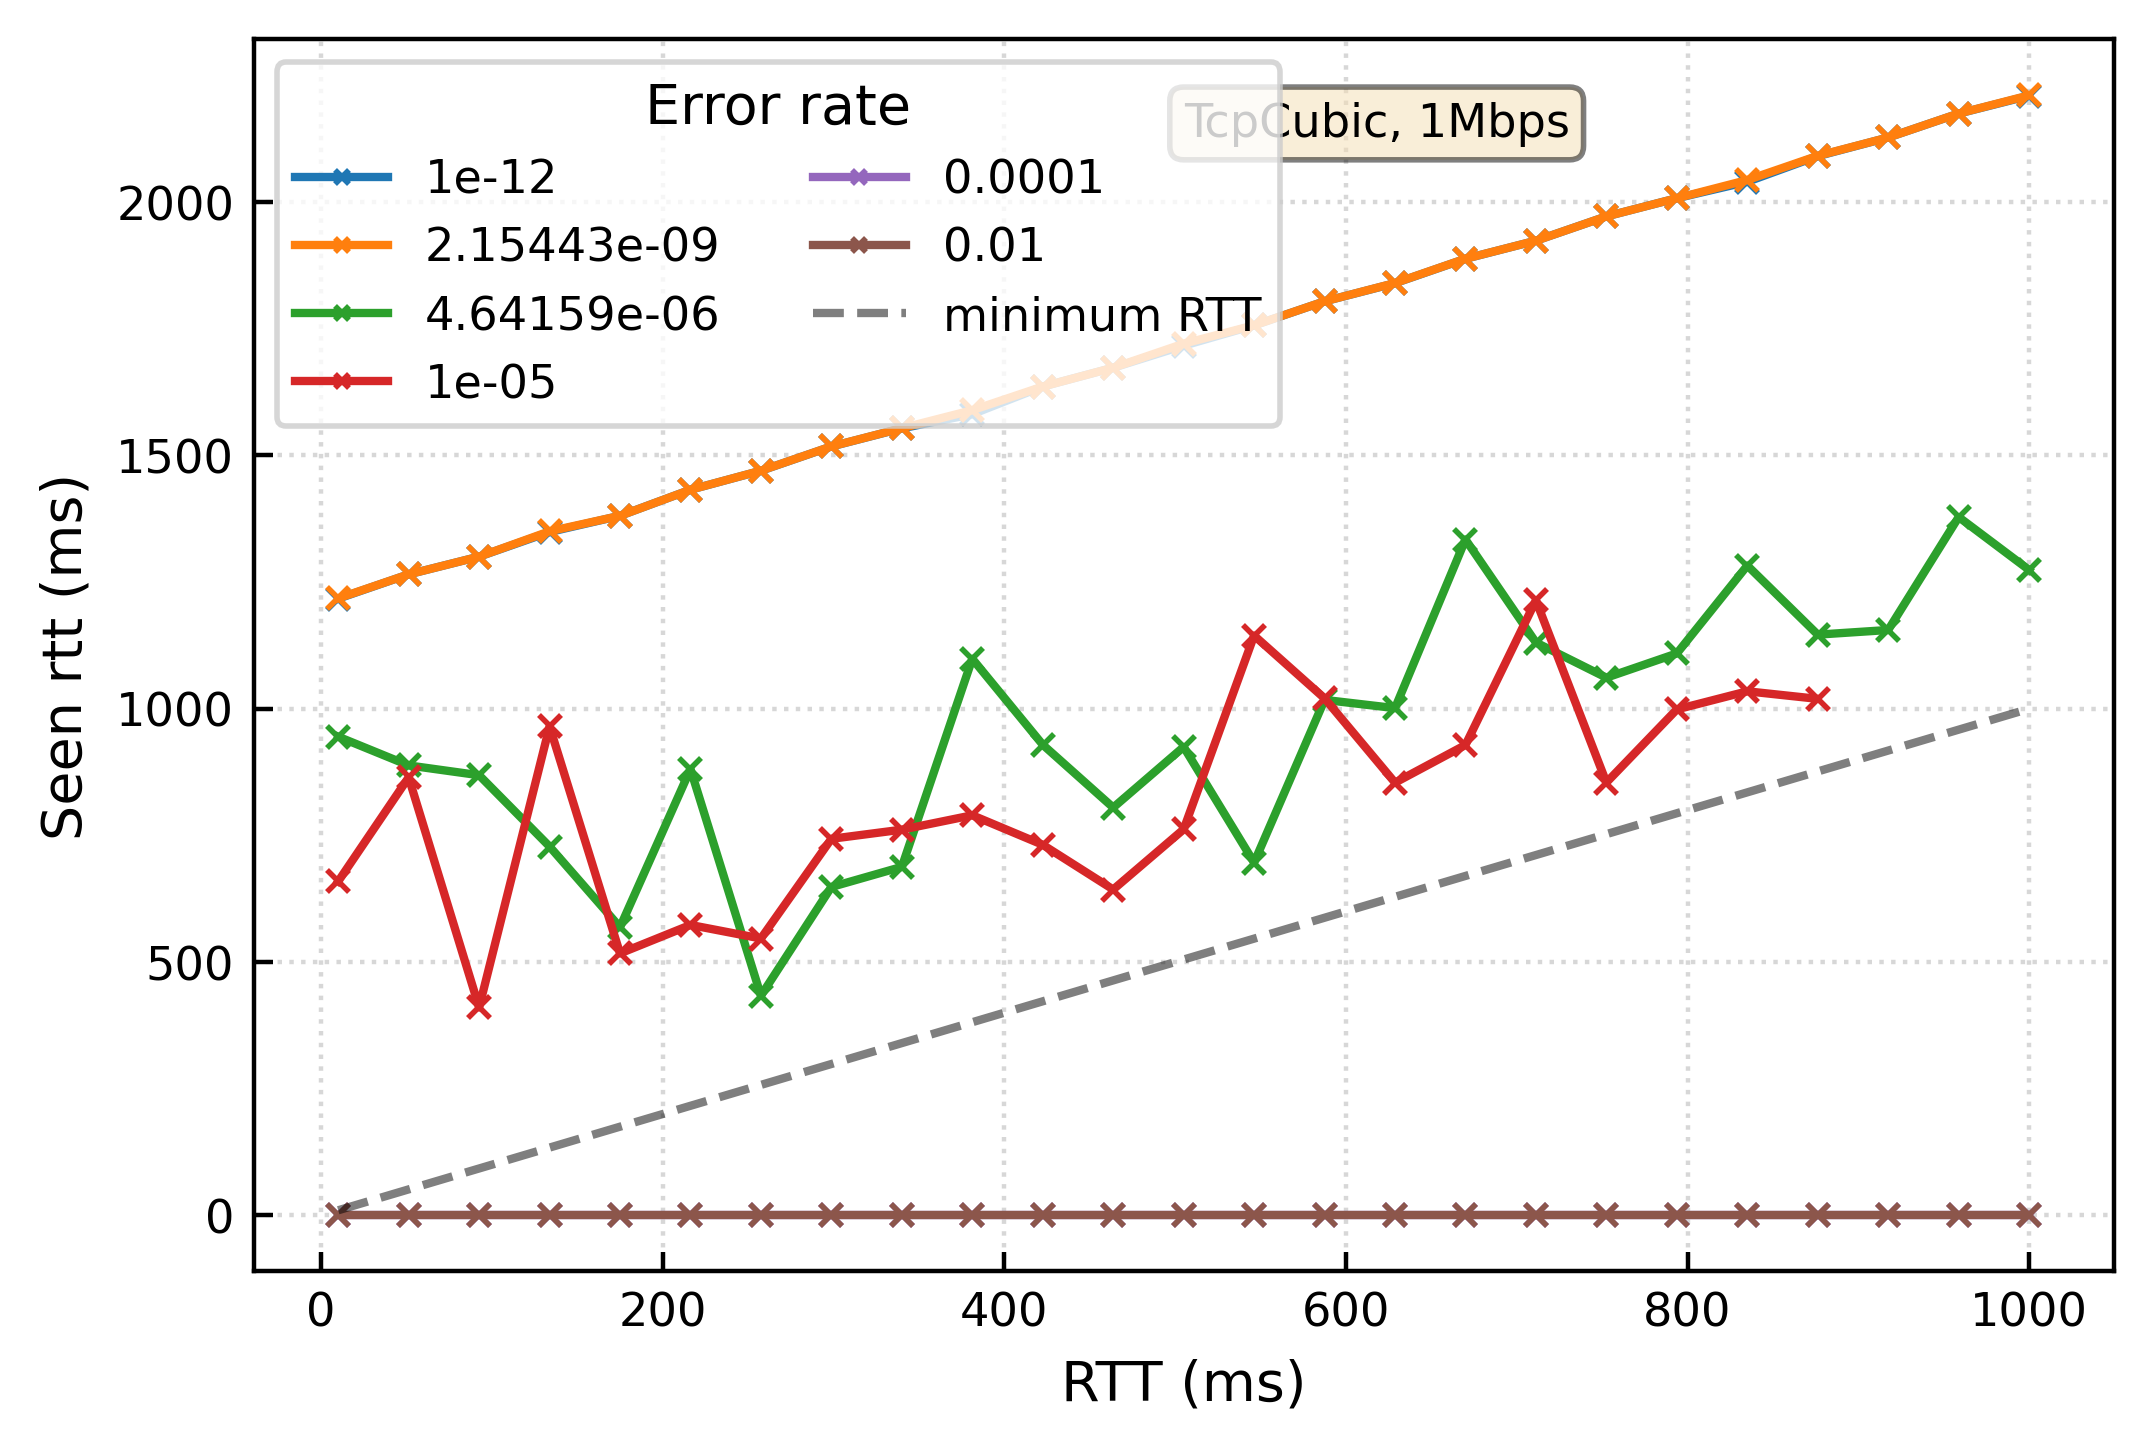 Error rate
1e-12
2.15443e-09
4.64159e-06
1e-05
0.0001
0.01
minimum RTT
TcpCubic, 1Mbps
Seen rtt (ms)
2000
1500
1000
500
0
0 200 400 600 800 1000
RTT (ms)